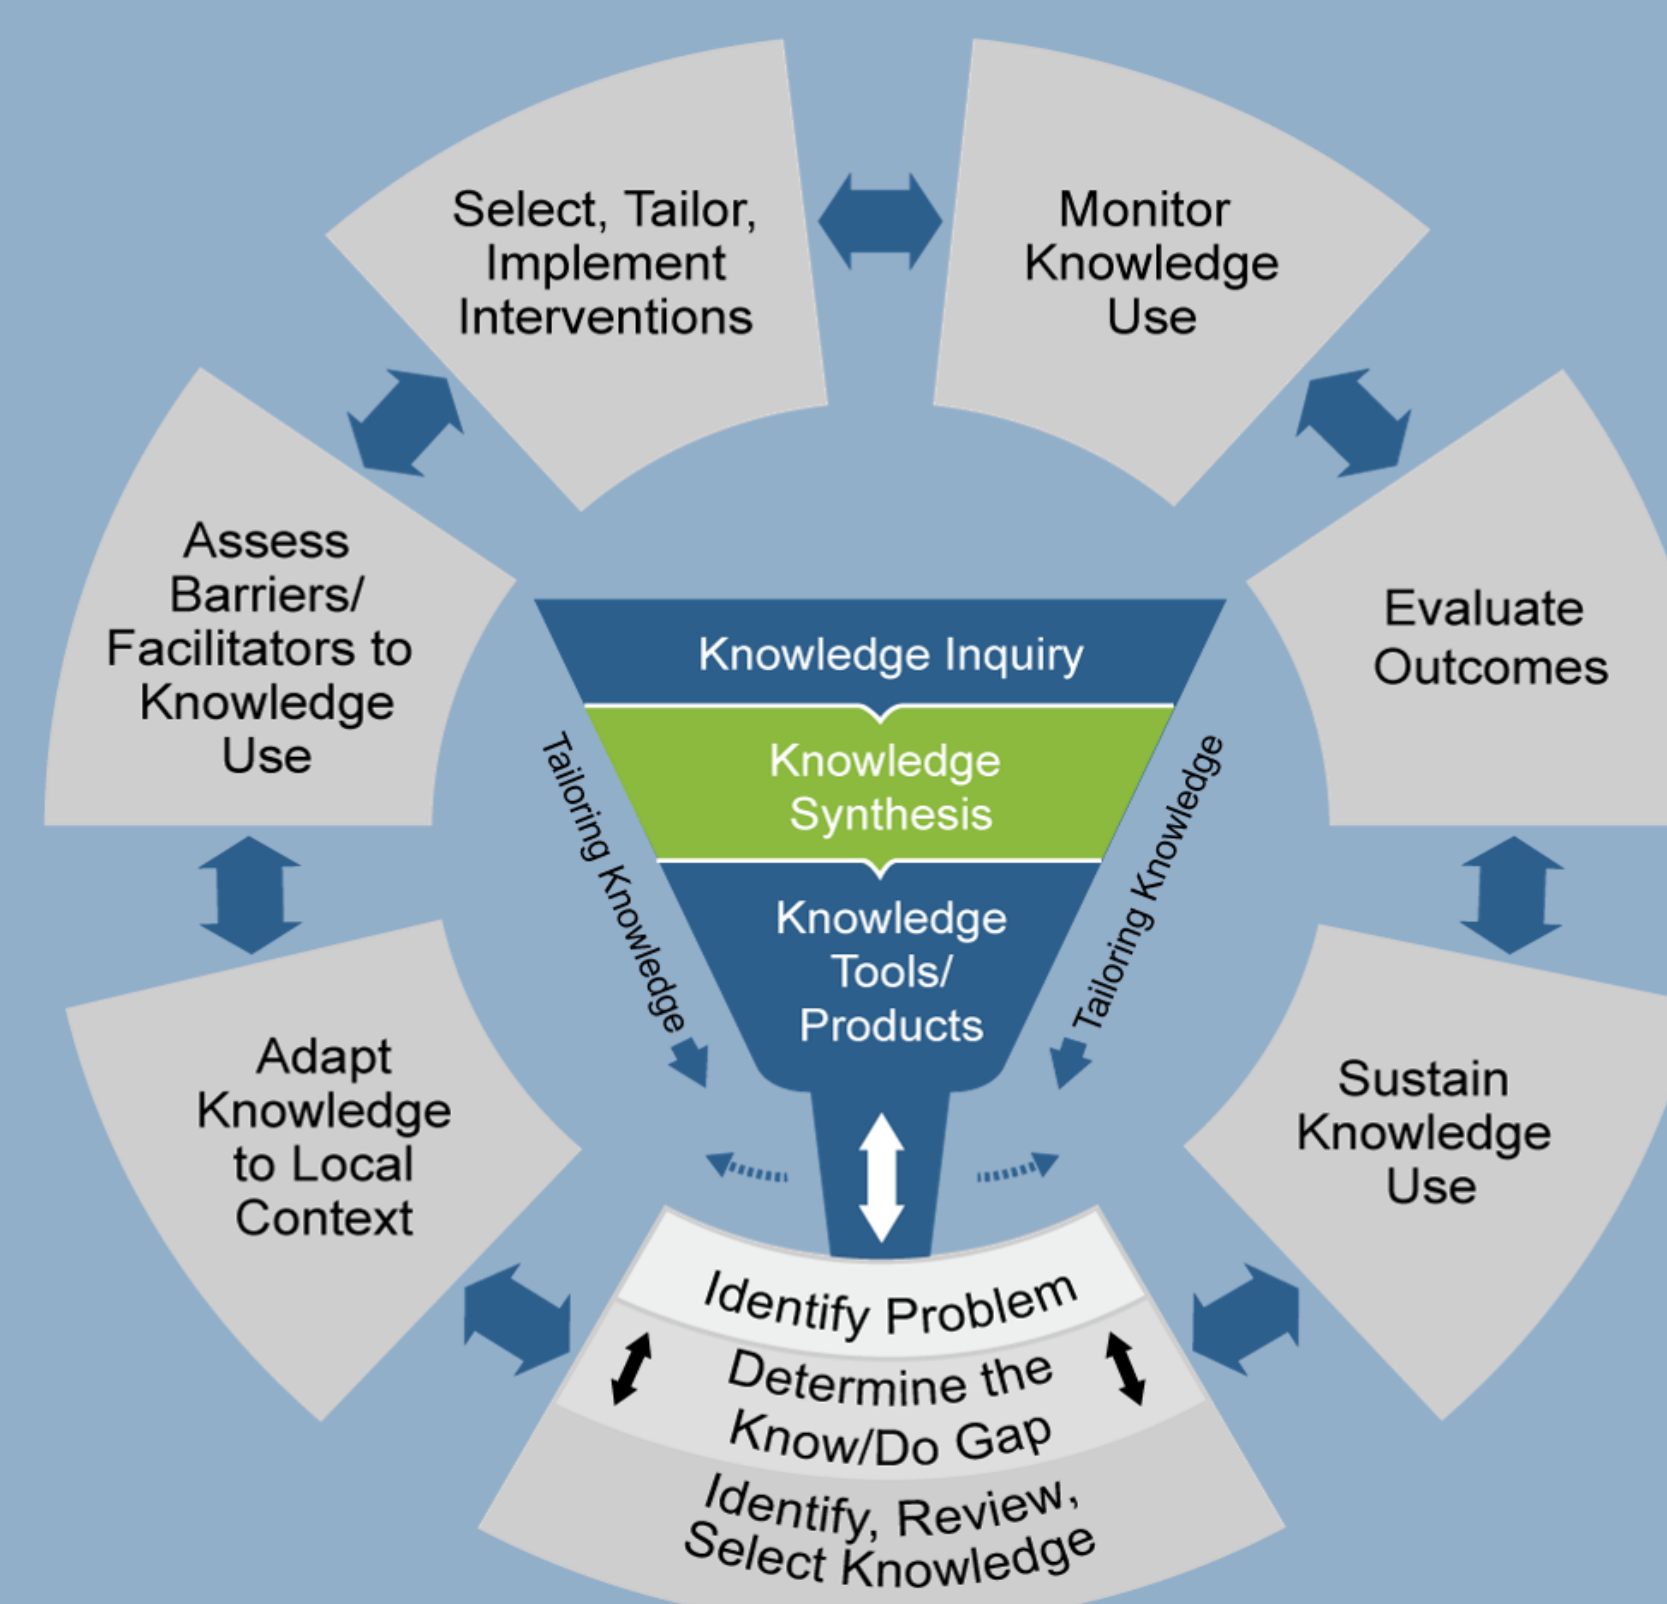 Select, Tailor,
Implement
Interventions
Monitor
Knowledge
Use
Assess
Barriers/
Facilitators to
Knowledge
Use
Evaluate
Outcomes
Knowledge Inquiry
Knowledge
Synthesis
Knowledge
Tools/
Products
Tailoring Knowledge
Tailoring Knowledge
Adapt
Knowledge
to Local
Context
Sustain
Knowledge
Use
Identify Problem
Determine the
Know/Do Gap
Identify, Review,
Select Knowledge